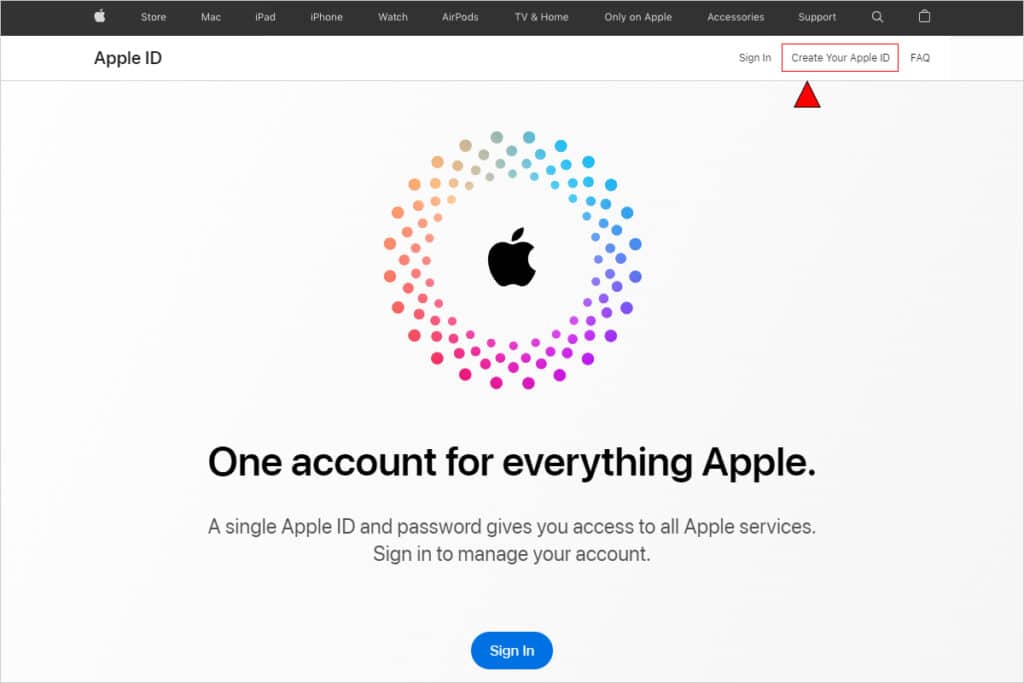 Store Mac iPad iPhone Watch AirPods TV & Home Only on Apple Accessories Support
Apple ID Sign In Create Your Apple ID FAQ
One account for everything Apple.
A single Apple ID and password gives you access to all Apple services.
Sign in to manage your account.
Sign In